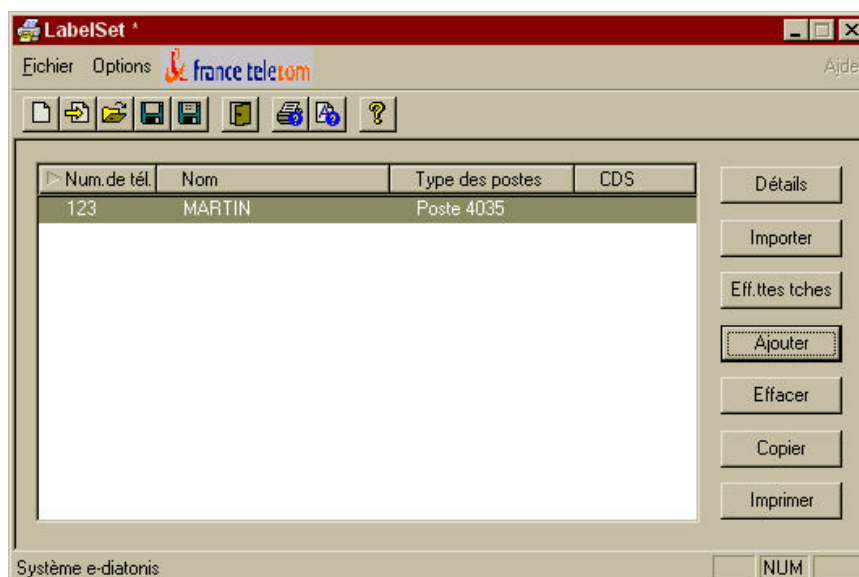 LabelSet *
Fichier Options france telecom Aide
Num.de tél. Nom Type des postes CDS
123 MARTIN Poste 4035
Détails
Importer
Eff.ttes tches
Ajouter
Effacer
Copier
Imprimer
Système e-diatonis NUM